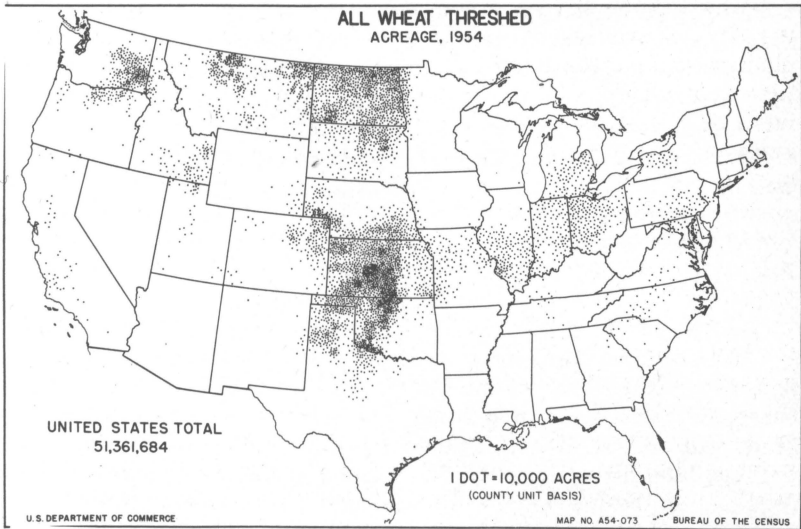 ALL WHEAT THRESHED
ACREAGE, 1954
UNITED STATES TOTAL
51,361,684
1 DOT=10,000 ACRES
(COUNTY UNIT BASIS)
U.S. DEPARTMENT OF COMMERCE
MAP NO. A54-073
BUREAU OF THE CENSUS